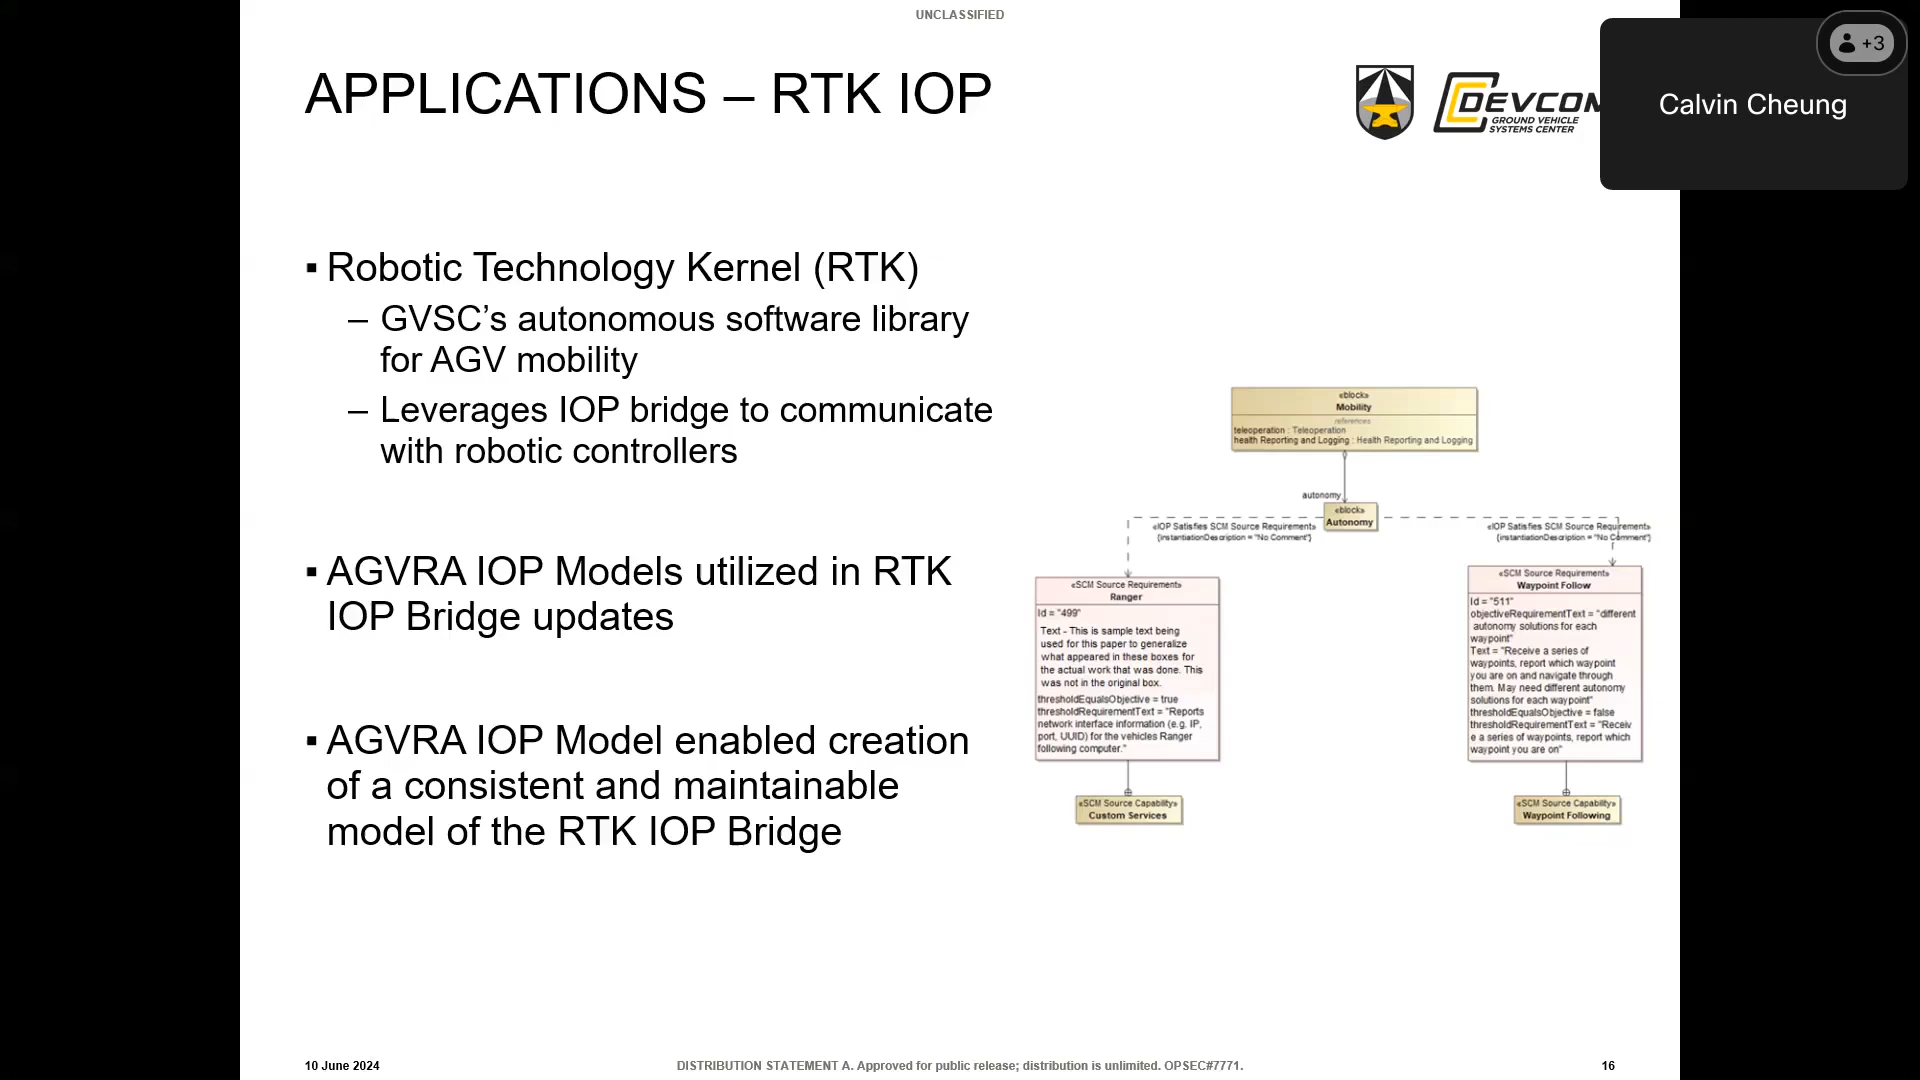 UNCLASSIFIED
APPLICATIONS – RTK IOP
DEVCOM
GROUND VEHICLE
SYSTEMS CENTER
+3
Calvin Cheung
▪ Robotic Technology Kernel (RTK)
– GVSC’s autonomous software library
for AGV mobility
– Leverages IOP bridge to communicate
with robotic controllers
▪ AGVRA IOP Models utilized in RTK
IOP Bridge updates
▪ AGVRA IOP Model enabled creation
of a consistent and maintainable
model of the RTK IOP Bridge
«block»
Mobility
references
teleoperation : Teleoperation
health Reporting and Logging : Health Reporting and Logging
autonomy
«block»
Autonomy
«IOP Satisfies SCM Source Requirement»
{instantiationDescription = "No Comment"}
«IOP Satisfies SCM Source Requirement»
{instantiationDescription = "No Comment"}
«SCM Source Requirement»
Ranger
Id = "499"
Text - This is sample text being
used for this paper to generalize
what appeared in these boxes for
the actual work that was done. This
was not in the original box.
thresholdEqualsObjective = true
thresholdRequirementText = "Reports
network interface information (e.g. IP,
port, UUID) for the vehicles Ranger
following computer."
«SCM Source Capability»
Custom Services
«SCM Source Requirement»
Waypoint Follow
Id = "511"
objectiveRequirementText = "different
autonomy solutions for each
waypoint"
Text = "Receive a series of
waypoints, report which waypoint
you are on and navigate through
them. May need different autonomy
solutions for each waypoint"
thresholdEqualsObjective = false
thresholdRequirementText = "Receiv
e a series of waypoints, report which
waypoint you are on"
«SCM Source Capability»
Waypoint Following
10 June 2024
DISTRIBUTION STATEMENT A. Approved for public release; distribution is unlimited. OPSEC#7771.
16